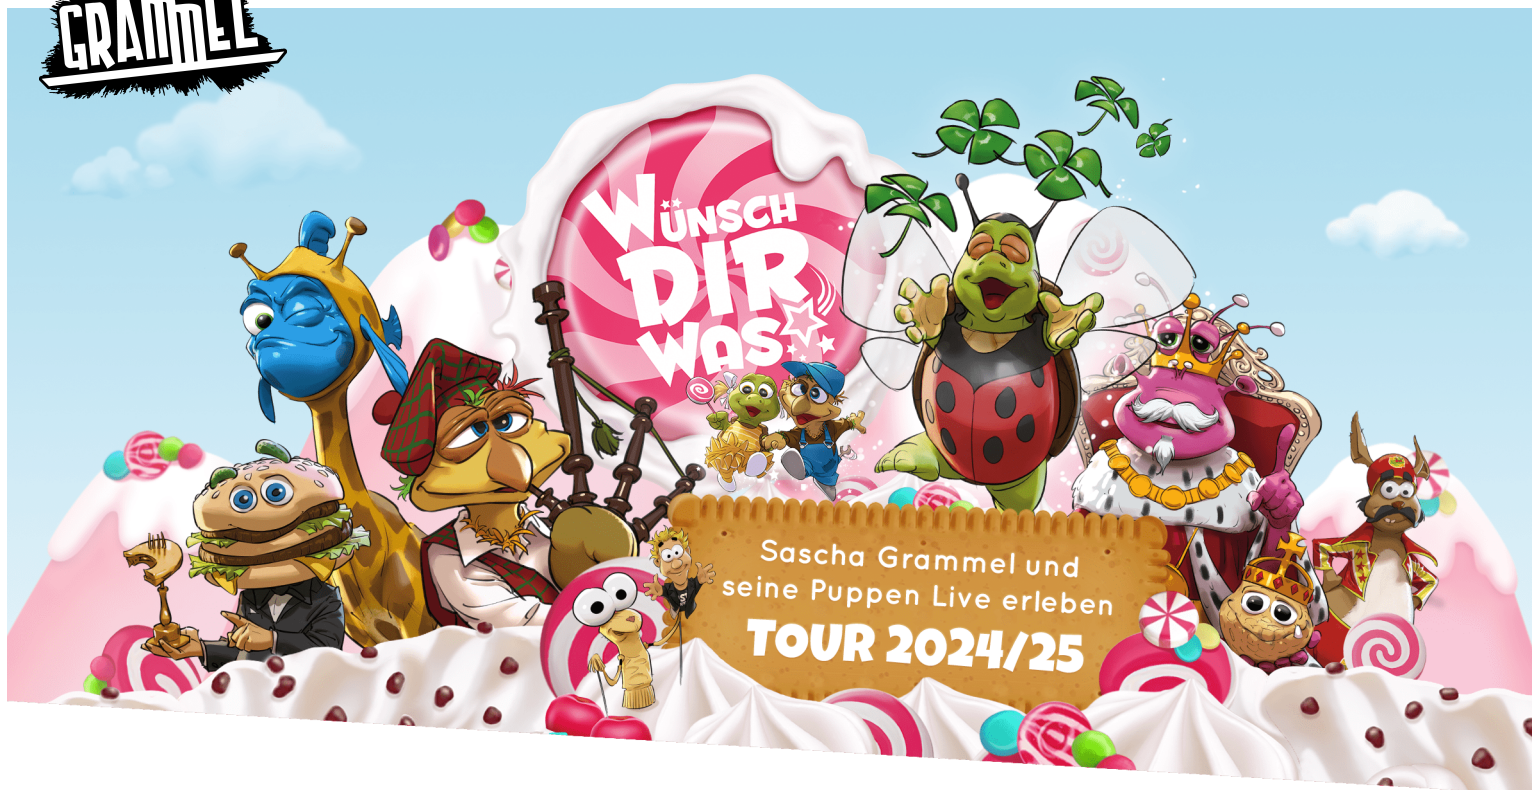 GRAMMEL
WÜNSCH
DIR
WAS
Sascha Grammel und
seine Puppen Live erleben
TOUR 2024/25